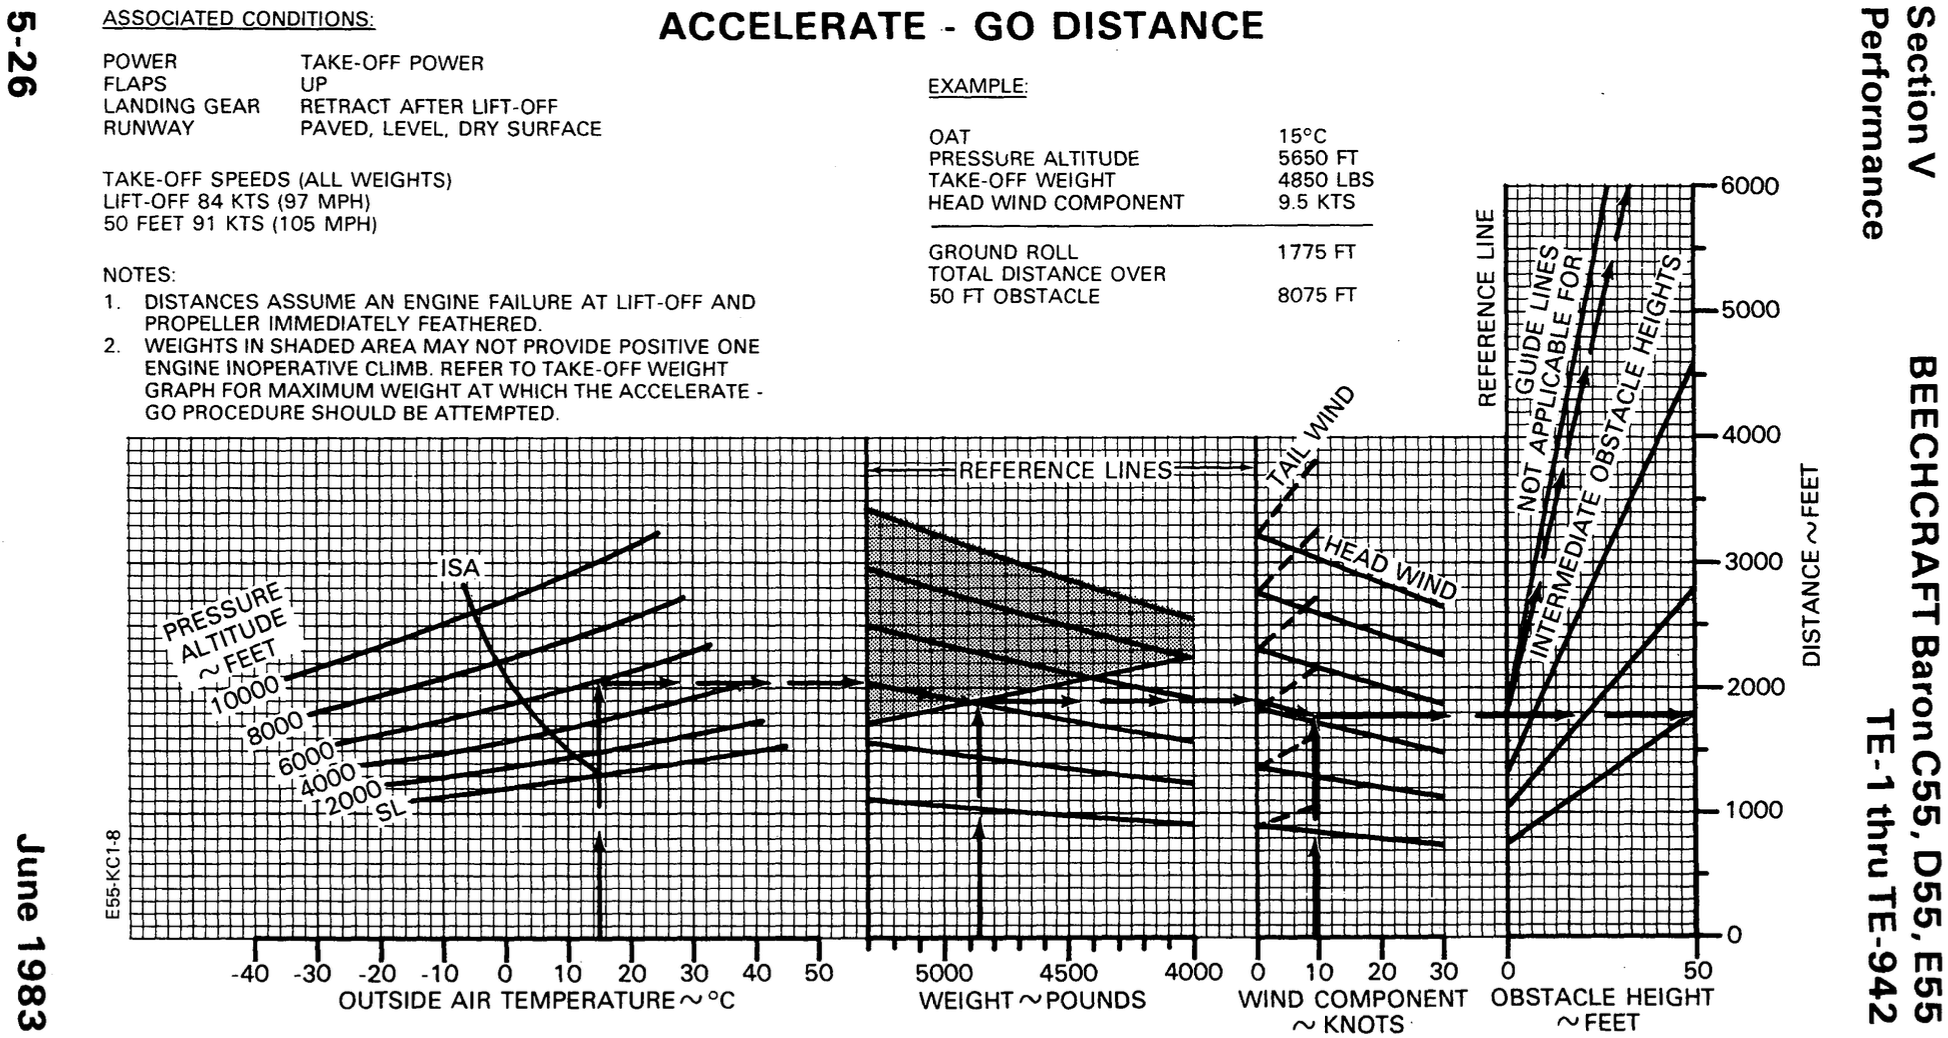 5-26
ASSOCIATED CONDITIONS:
ACCELERATE - GO DISTANCE
POWER TAKE-OFF POWER
FLAPS UP
LANDING GEAR RETRACT AFTER LIFT-OFF
RUNWAY PAVED, LEVEL, DRY SURFACE
TAKE-OFF SPEEDS (ALL WEIGHTS)
LIFT-OFF 84 KTS (97 MPH)
50 FEET 91 KTS (105 MPH)
NOTES:
1. DISTANCES ASSUME AN ENGINE FAILURE AT LIFT-OFF AND
PROPELLER IMMEDIATELY FEATHERED.
2. WEIGHTS IN SHADED AREA MAY NOT PROVIDE POSITIVE ONE
ENGINE INOPERATIVE CLIMB. REFER TO TAKE-OFF WEIGHT
GRAPH FOR MAXIMUM WEIGHT AT WHICH THE ACCELERATE -
GO PROCEDURE SHOULD BE ATTEMPTED.
EXAMPLE:
OAT 15°C
PRESSURE ALTITUDE 5650 FT
TAKE-OFF WEIGHT 4850 LBS
HEAD WIND COMPONENT 9.5 KTS
GROUND ROLL 1775 FT
TOTAL DISTANCE OVER
50 FT OBSTACLE 8075 FT
Section V
Performance
BEECHCRAFT Baron C55, D55, E55
TE-1 thru TE-942
June 1983
PRESSURE
ALTITUDE
~ FEET
10000
8000
6000
4000
2000
SL
ISA
REFERENCE LINES
TAIL WIND
HEAD WIND
REFERENCE LINE
GUIDE LINES
NOT APPLICABLE FOR
INTERMEDIATE OBSTACLE HEIGHTS
6000
5000
4000
3000
2000
1000
0
DISTANCE ~ FEET
E55-KC1-8
-40 -30 -20 -10 0 10 20 30 40 50
OUTSIDE AIR TEMPERATURE ~ °C
5000 4500 4000
WEIGHT ~ POUNDS
0 10 20 30
WIND COMPONENT
~ KNOTS
0 50
OBSTACLE HEIGHT
~ FEET